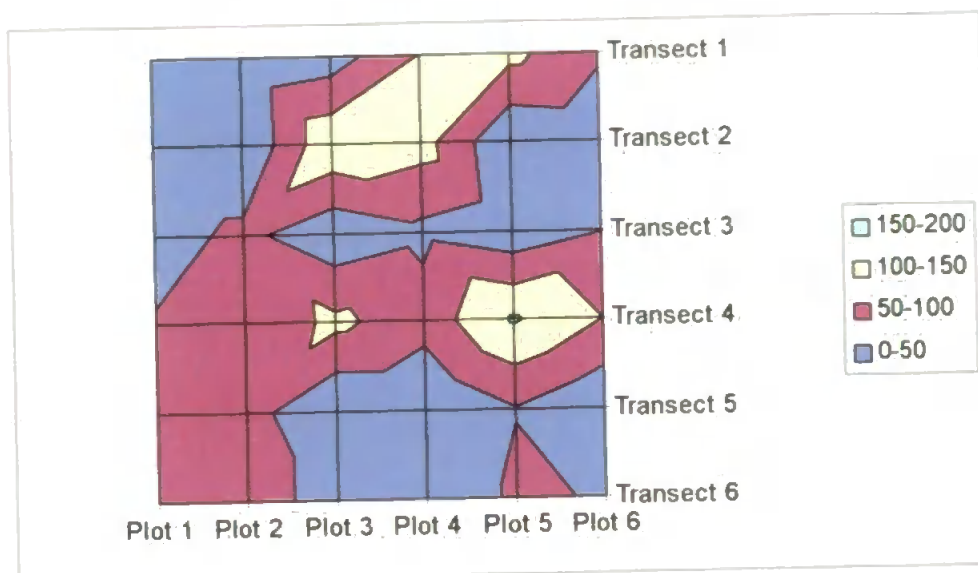 Transect 1
Transect 2
Transect 3
Transect 4
Transect 5
Transect 6
Plot 1 Plot 2 Plot 3 Plot 4 Plot 5 Plot 6
150-200
100-150
50-100
0-50